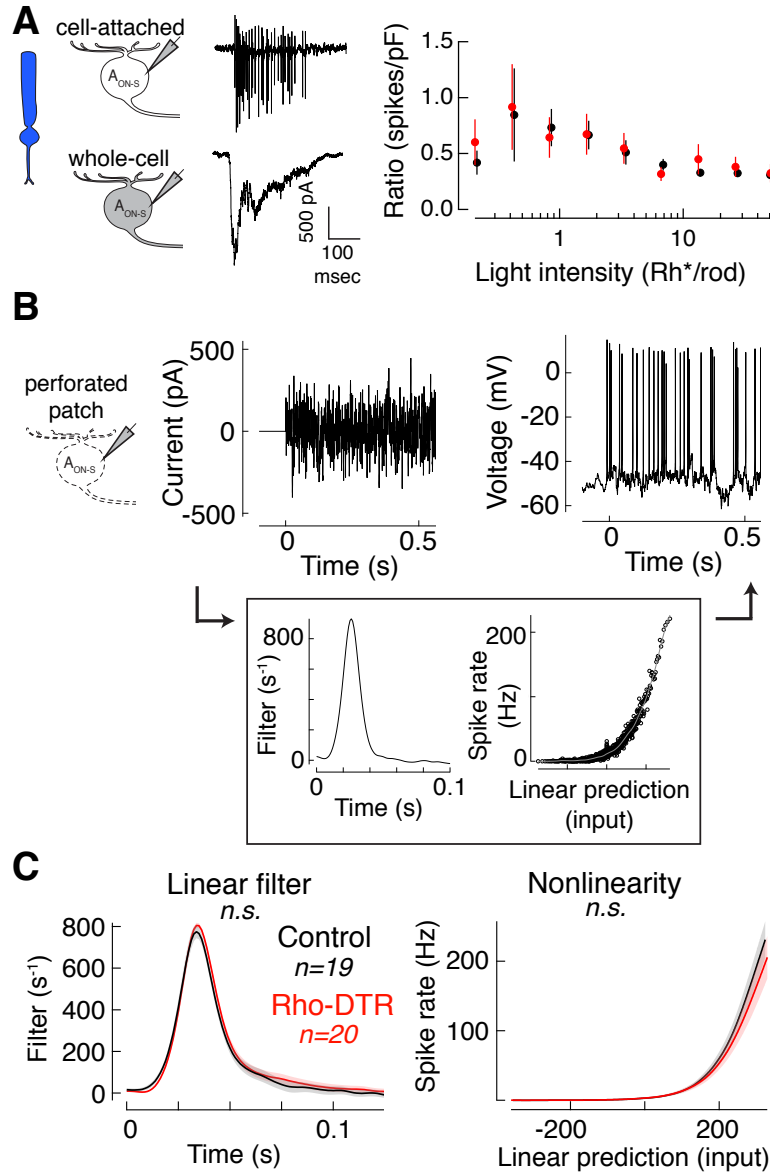 A
cell-attached
A_ON-S
whole-cell
A_ON-S
500 pA
100
msec
Ratio (spikes/pF)
1.5
1.0
0.5
0.0
1
10
Light intensity (Rh*/rod)
B
perforated
patch
A_ON-S
Current (pA)
500
0
-500
0
0.5
Time (s)
Voltage (mV)
0
-20
-40
-60
0
0.5
Time (s)
Filter (s⁻¹)
800
0
0
0.1
Time (s)
Spike rate
(Hz)
200
0
Linear prediction
(input)
C
Linear filter
n.s.
Control
n=19
Rho-DTR
n=20
Filter (s⁻¹)
800
600
400
200
0
0
0.1
Time (s)
Nonlinearity
n.s.
Spike rate (Hz)
200
100
-200
200
Linear prediction (input)